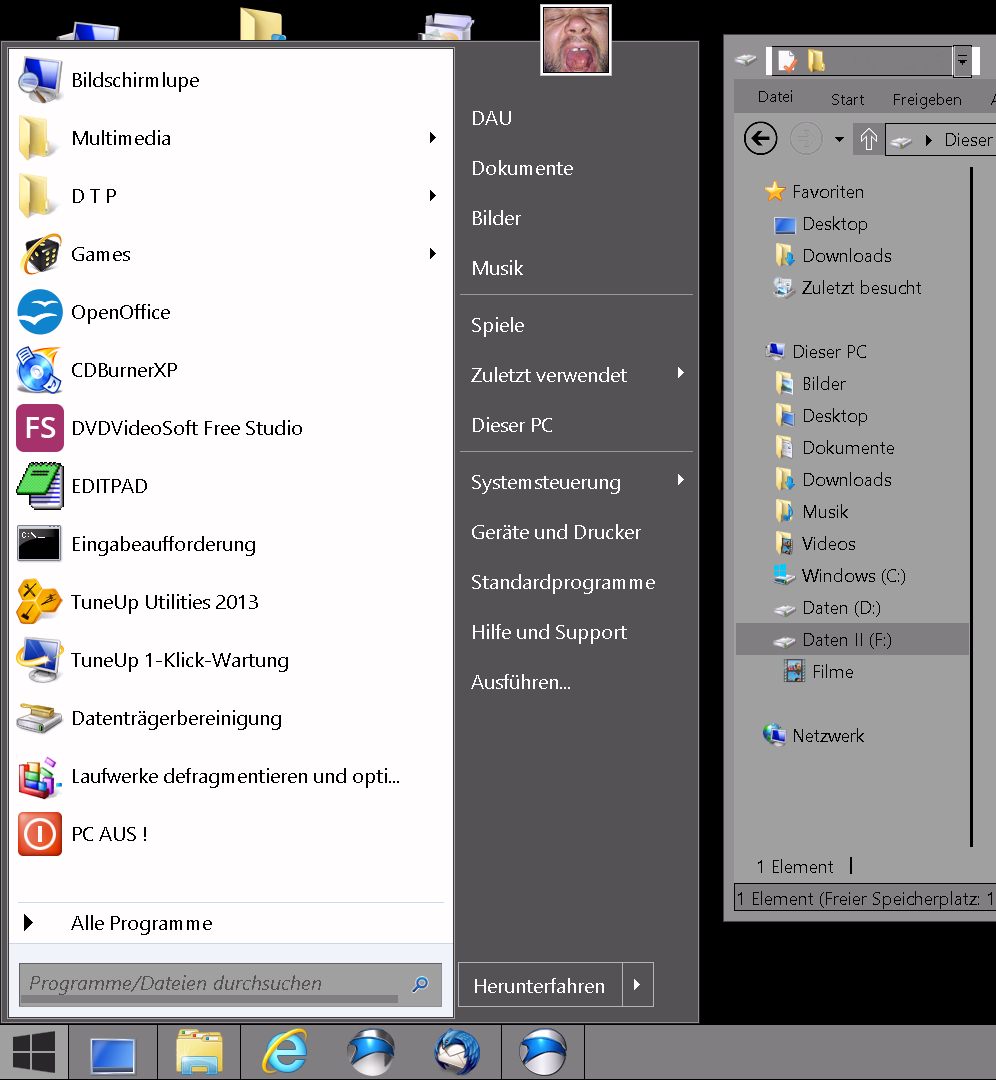 Bildschirmlupe
Multimedia
D T P
Games
OpenOffice
CDBurnerXP
FS DVDVideoSoft Free Studio
EDITPAD
C:\_ Eingabeaufforderung
TuneUp Utilities 2013
TuneUp 1-Klick-Wartung
Datenträgerbereinigung
Laufwerke defragmentieren und opti...
PC AUS !
Alle Programme
Programme/Dateien durchsuchen
DAU
Dokumente
Bilder
Musik
Spiele
Zuletzt verwendet
Dieser PC
Systemsteuerung
Geräte und Drucker
Standardprogramme
Hilfe und Support
Ausführen...
Herunterfahren
Datei Start Freigeben
Dieser
Favoriten
Desktop
Downloads
Zuletzt besucht
Dieser PC
Bilder
Desktop
Dokumente
Downloads
Musik
Videos
Windows (C:)
Daten (D:)
Daten II (F:)
Filme
Netzwerk
1 Element
1 Element (Freier Speicherplatz: 1